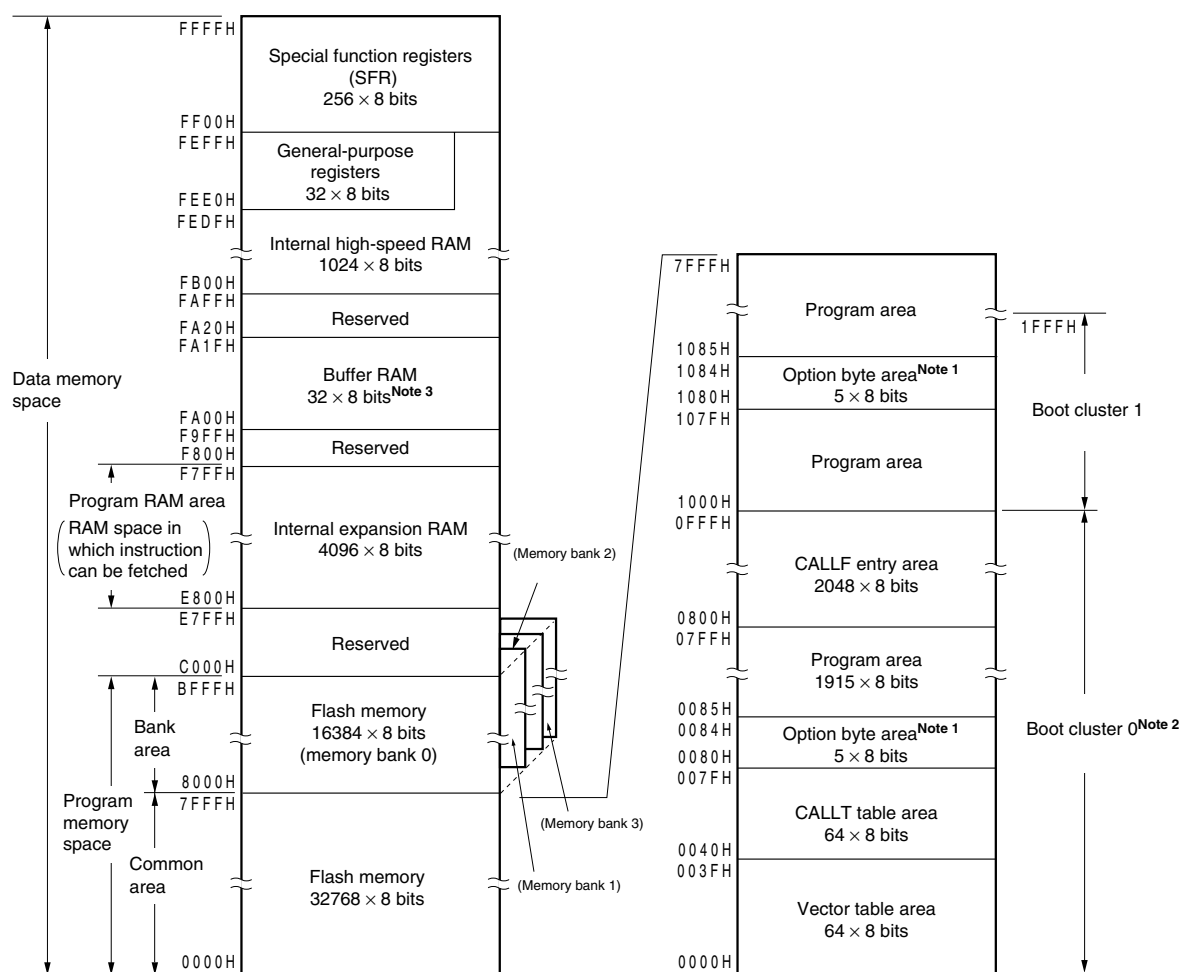 FFFFH
Special function registers
(SFR)
256 × 8 bits
FF00H
FEFFH
General-purpose
registers
32 × 8 bits
FEE0H
FEDFH
Internal high-speed RAM
1024 × 8 bits
FB00H
FAFFH
Reserved
FA20H
FA1FH
Buffer RAM
32 × 8 bits Note 3
FA00H
F9FFH
Reserved
F800H
F7FFH
Internal expansion RAM
4096 × 8 bits
E800H
E7FFH
Reserved
C000H
BFFFH
Flash memory
16384 × 8 bits
(memory bank 0)
8000H
7FFFH
Flash memory
32768 × 8 bits
0000H
Data memory
space
Program RAM area
RAM space in
which instruction
can be fetched
Bank
area
Program
memory
space
Common
area
(Memory bank 2)
(Memory bank 3)
(Memory bank 1)
7FFFH
Program area
1FFFH
1085H
1084H
Option byte area Note 1
5 × 8 bits
1080H
107FH
Boot cluster 1
Program area
1000H
0FFFH
CALLF entry area
2048 × 8 bits
0800H
07FFH
Program area
1915 × 8 bits
0085H
0084H
Option byte area Note 1
5 × 8 bits
0080H
007FH
Boot cluster 0 Note 2
CALLT table area
64 × 8 bits
0040H
003FH
Vector table area
64 × 8 bits
0000H